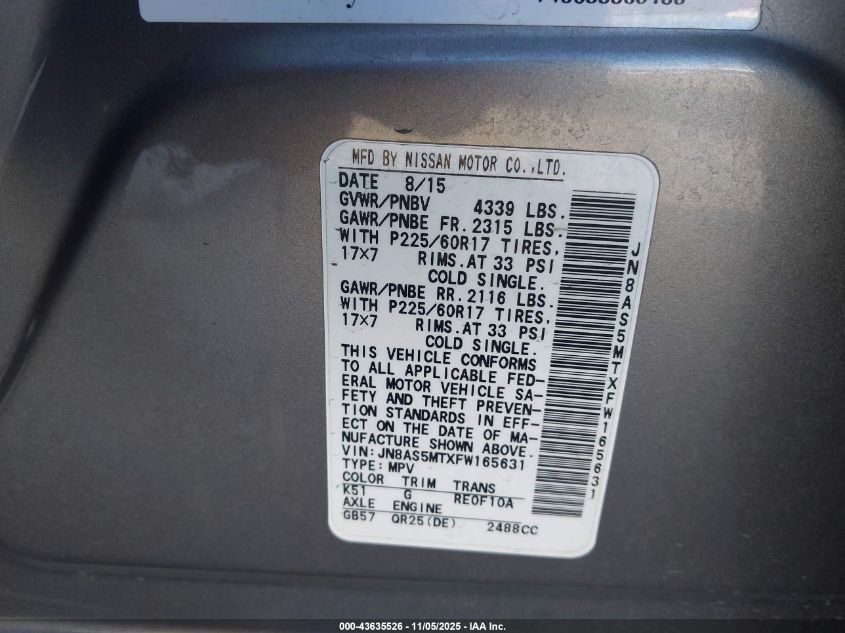 MFD BY NISSAN MOTOR CO.,LTD.
DATE 8/15
GVWR/PNBV 4339 LBS.
GAWR/PNBE FR. 2315 LBS.
WITH P225/60R17 TIRES,
17×7 RIMS.AT 33 PSI
COLD SINGLE.
GAWR/PNBE RR. 2116 LBS.
WITH P225/60R17 TIRES,
17×7 RIMS.AT 33 PSI
COLD SINGLE.
THIS VEHICLE CONFORMS
TO ALL APPLICABLE FED-
ERAL MOTOR VEHICLE SA-
FETY AND THEFT PREVEN-
TION STANDARDS IN EFF-
ECT ON THE DATE OF MA-
NUFACTURE SHOWN ABOVE.
VIN: JN8AS5MTXFW165631
TYPE: MPV
COLOR TRIM TRANS
K51 G RE0F10A
AXLE ENGINE
GB57 QR25(DE) 2488CC
JN8AS5MTXFW165631
000-43635526 - 11/05/2025 - IAA Inc.